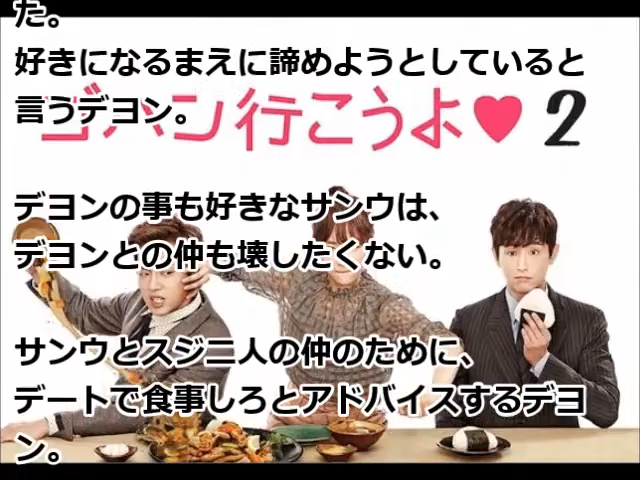 た。
好きになるまえに諦めようとしていると
言うデヨン。
ゴハン行こうよ♥2
デヨンの事も好きなサンウは、
デヨンとの仲も壊したくない。
サンウとスジ二人の仲のために、
デートで食事しろとアドバイスするデヨ
ン。